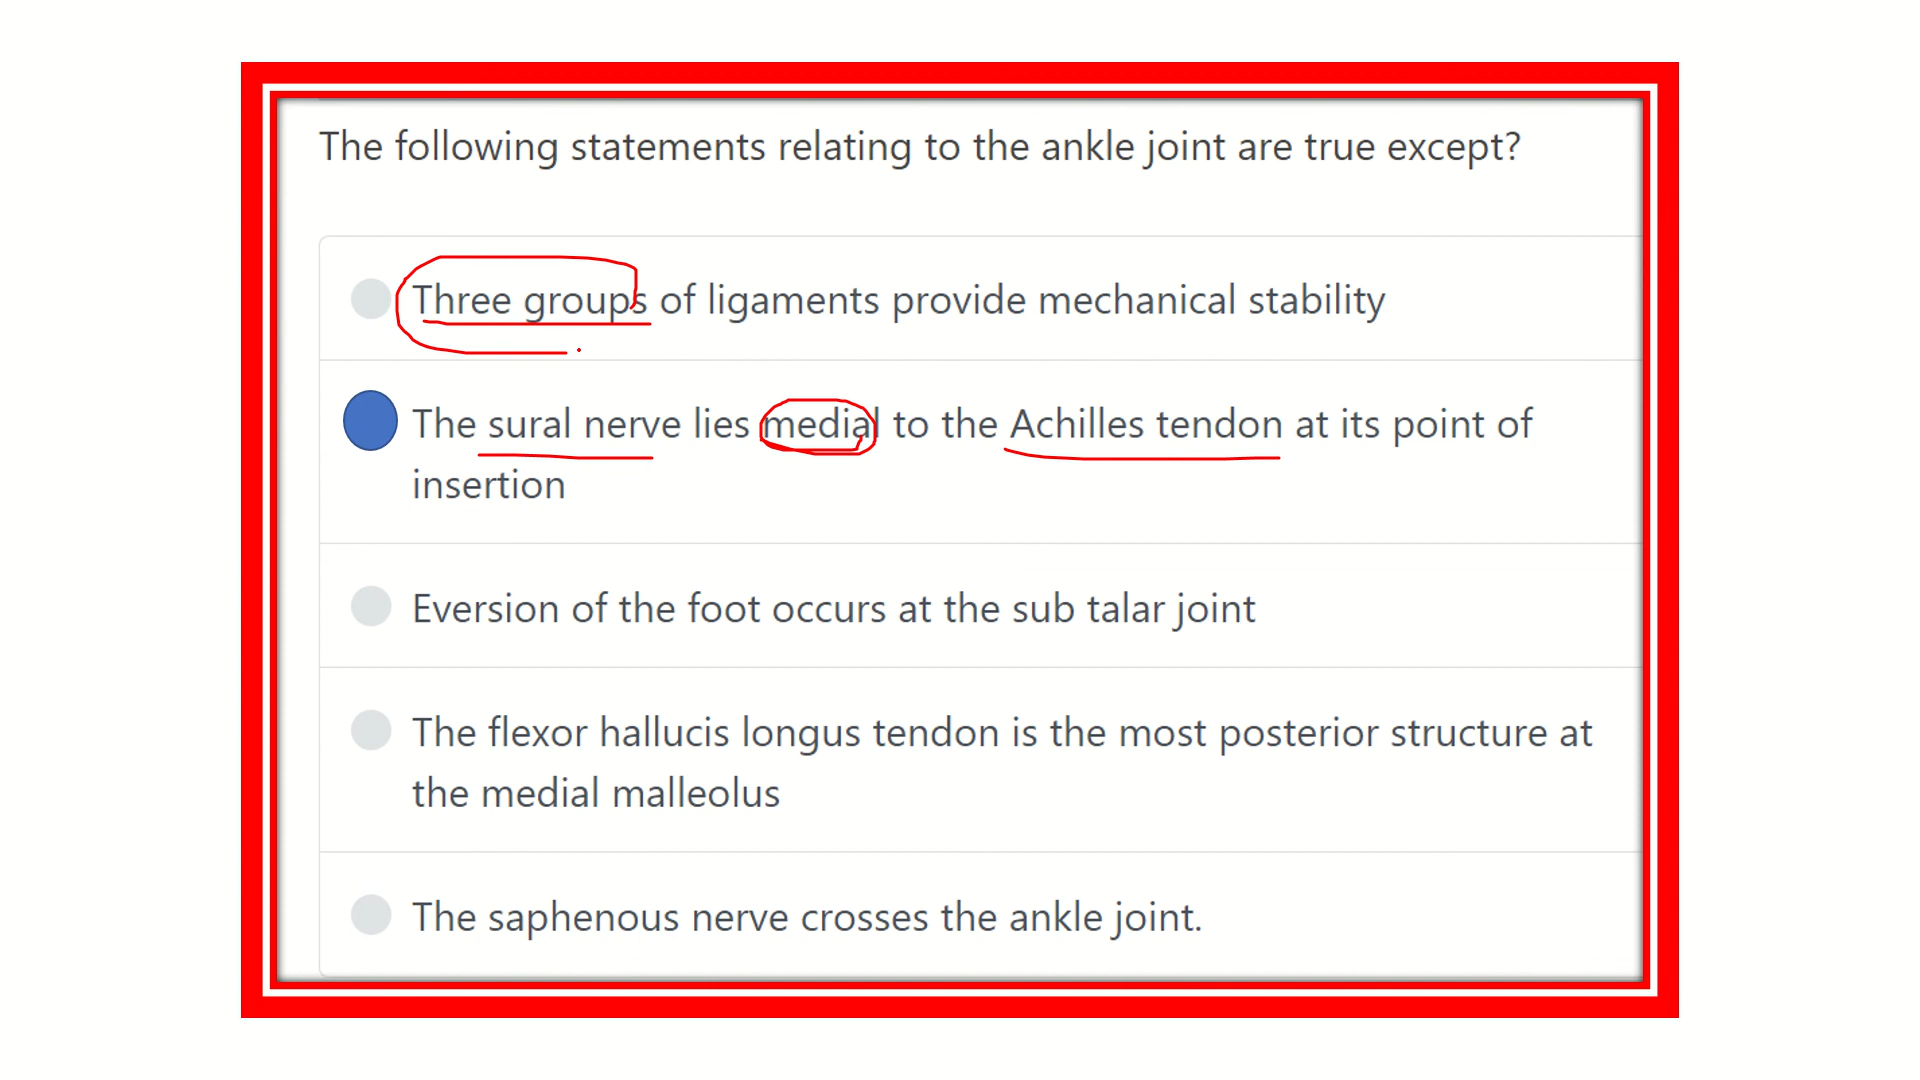 The following statements relating to the ankle joint are true except?
Three groups of ligaments provide mechanical stability
The sural nerve lies medial to the Achilles tendon at its point of
insertion
Eversion of the foot occurs at the sub talar joint
The flexor hallucis longus tendon is the most posterior structure at
the medial malleolus
The saphenous nerve crosses the ankle joint.